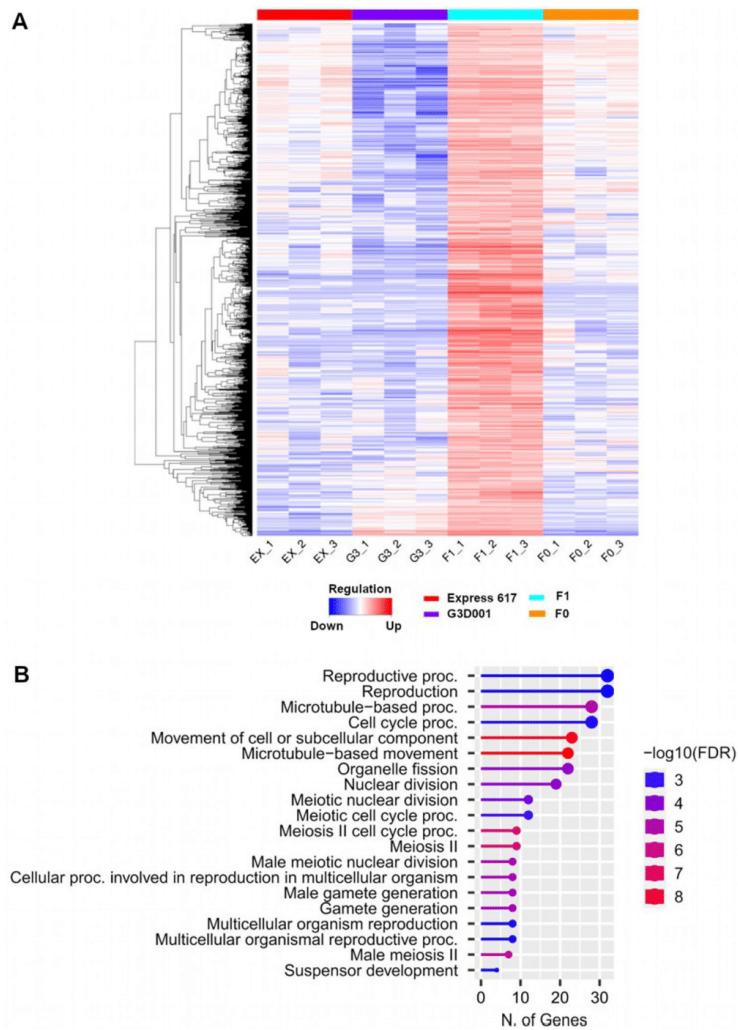 A
EX_1 EX_2 EX_3 G3_1 G3_2 G3_3 F1_1 F1_2 F1_3 F0_1 F0_2 F0_3
Regulation
Down Up
Express 617 F1
G3D001 F0
B
Reproductive proc.
Reproduction
Microtubule-based proc.
Cell cycle proc.
Movement of cell or subcellular component
Microtubule-based movement
Organelle fission
Nuclear division
Meiotic nuclear division
Meiotic cell cycle proc.
Meiosis II cell cycle proc.
Meiosis II
Male meiotic nuclear division
Cellular proc. involved in reproduction in multicellular organism
Male gamete generation
Gamete generation
Multicellular organism reproduction
Multicellular organismal reproductive proc.
Male meiosis II
Suspensor development
0 10 20 30
N. of Genes
-log10(FDR)
3
4
5
6
7
8